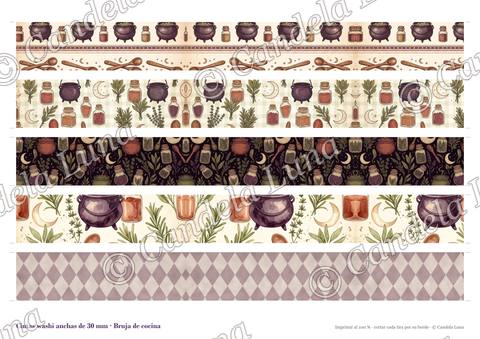 © Candela Luna
Cintas washi anchas de 30 mm · Bruja de cocina
Imprimir al 100 % · cortar cada tira por su borde · © Candela Luna